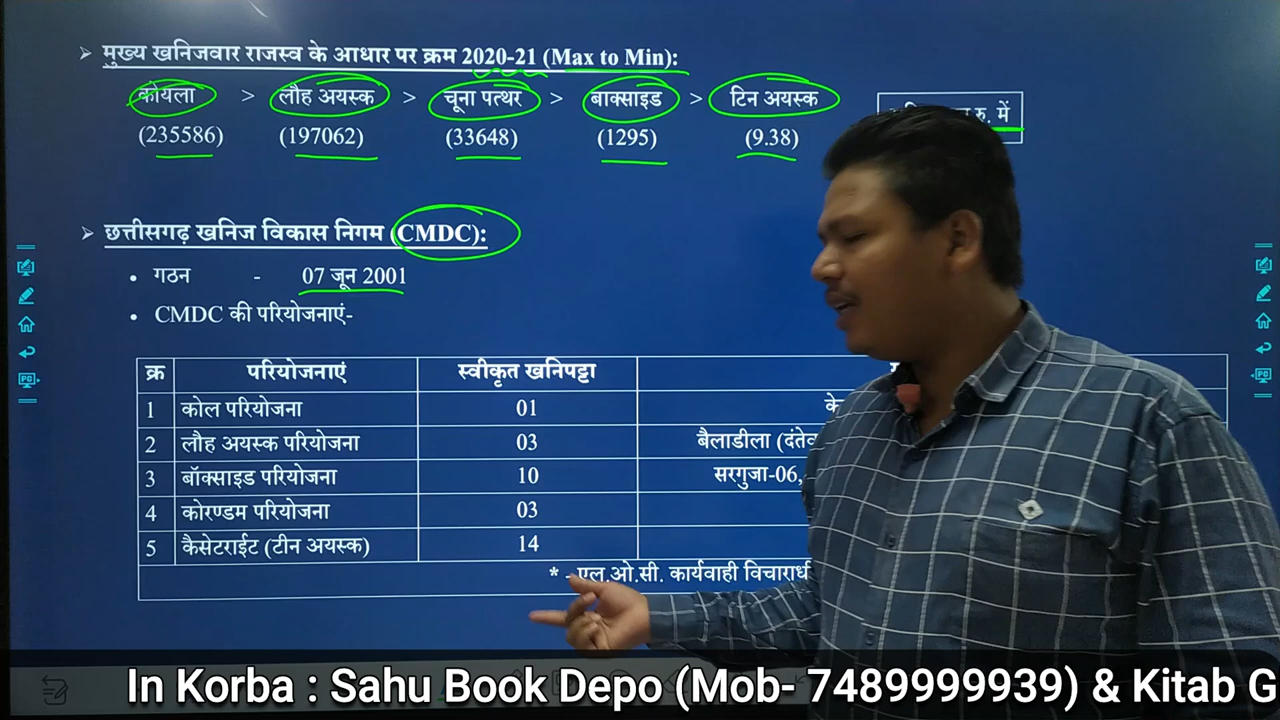 ➢ मुख्य खनिजवार राजस्व के आधार पर क्रम 2020-21 (Max to Min):
कोयला > लौह अयस्क > चूना पत्थर > बाक्साइड > टिन अयस्क
रु. में
(235586) (197062) (33648) (1295) (9.38)
➢ छत्तीसगढ़ खनिज विकास निगम (CMDC):
• गठन - 07 जून 2001
• CMDC की परियोजनाएं-
क्र परियोजनाएं स्वीकृत खनिपट्टा
1 कोल परियोजना 01
2 लौह अयस्क परियोजना 03 बैलाडीला
3 बॉक्साइड परियोजना 10 सरगुजा-06,
4 कोरण्डम परियोजना 03
5 कैसेटराईट (टीन अयस्क) 14
* - एल.ओ.सी. कार्यवाही
In Korba : Sahu Book Depo (Mob- 7489999939) & Kitab G